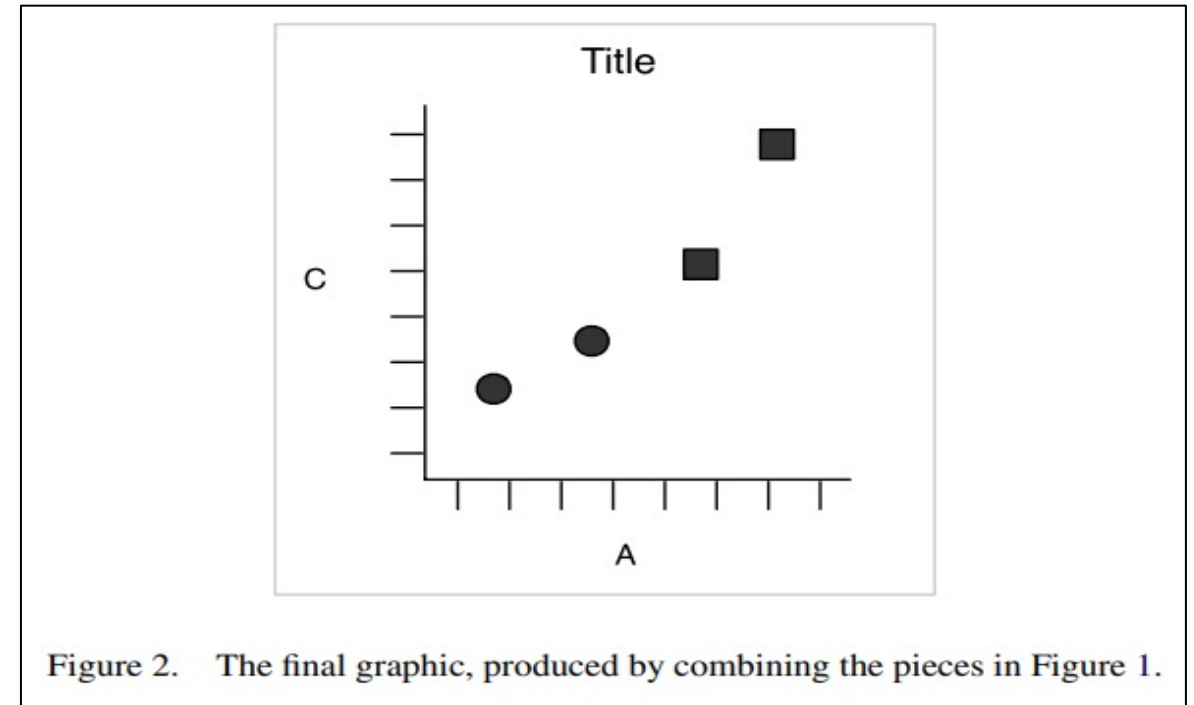 Title
C
A
Figure 2. The final graphic, produced by combining the pieces in Figure 1.